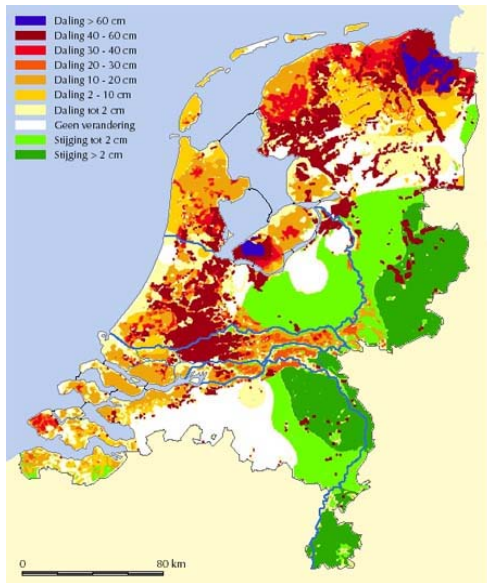 Daling > 60 cm
Daling 40 - 60 cm
Daling 30 - 40 cm
Daling 20 - 30 cm
Daling 10 - 20 cm
Daling 2 - 10 cm
Daling tot 2 cm
Geen verandering
Stijging tot 2 cm
Stijging > 2 cm
0 80 km